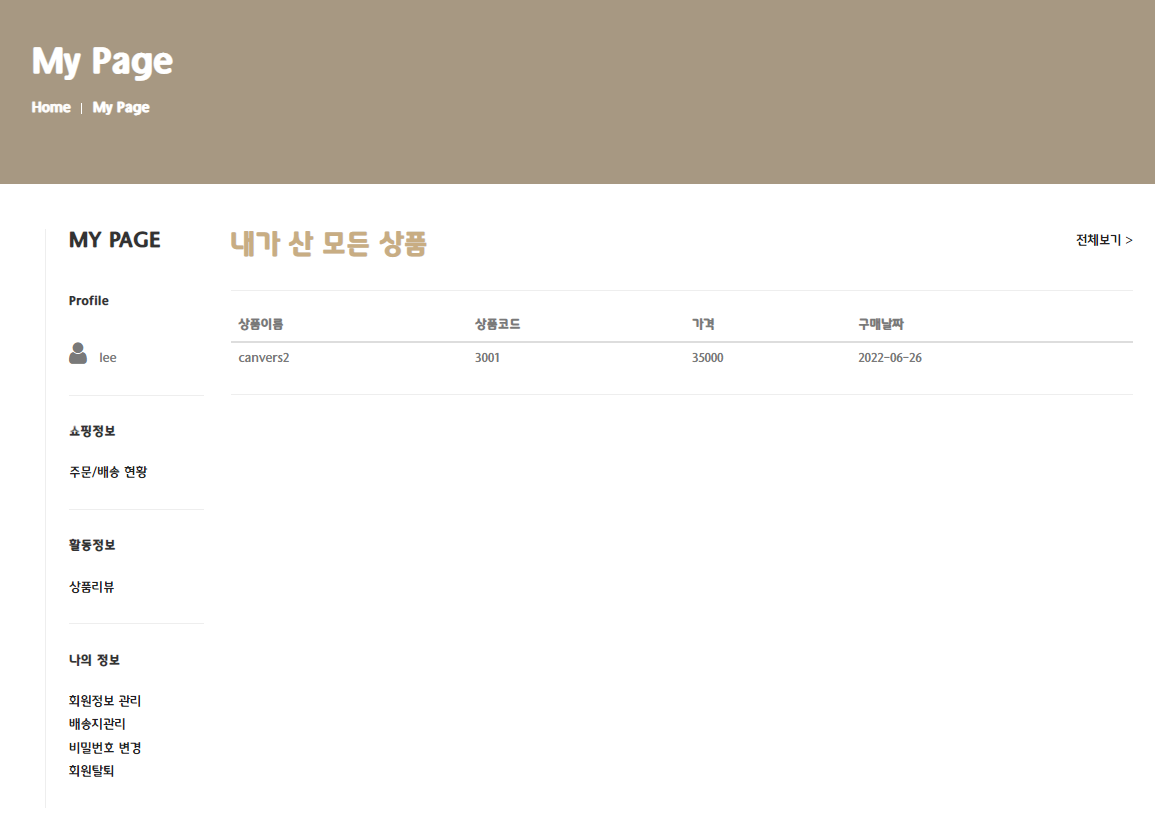 My Page
Home | My Page
MY PAGE
Profile
lee
쇼핑정보
주문/배송 현황
활동정보
상품리뷰
나의 정보
회원정보 관리
배송지관리
비밀번호 변경
회원탈퇴
내가 산 모든 상품
전체보기 >
상품이름 상품코드 가격 구매날짜
canvers2 3001 35000 2022-06-26